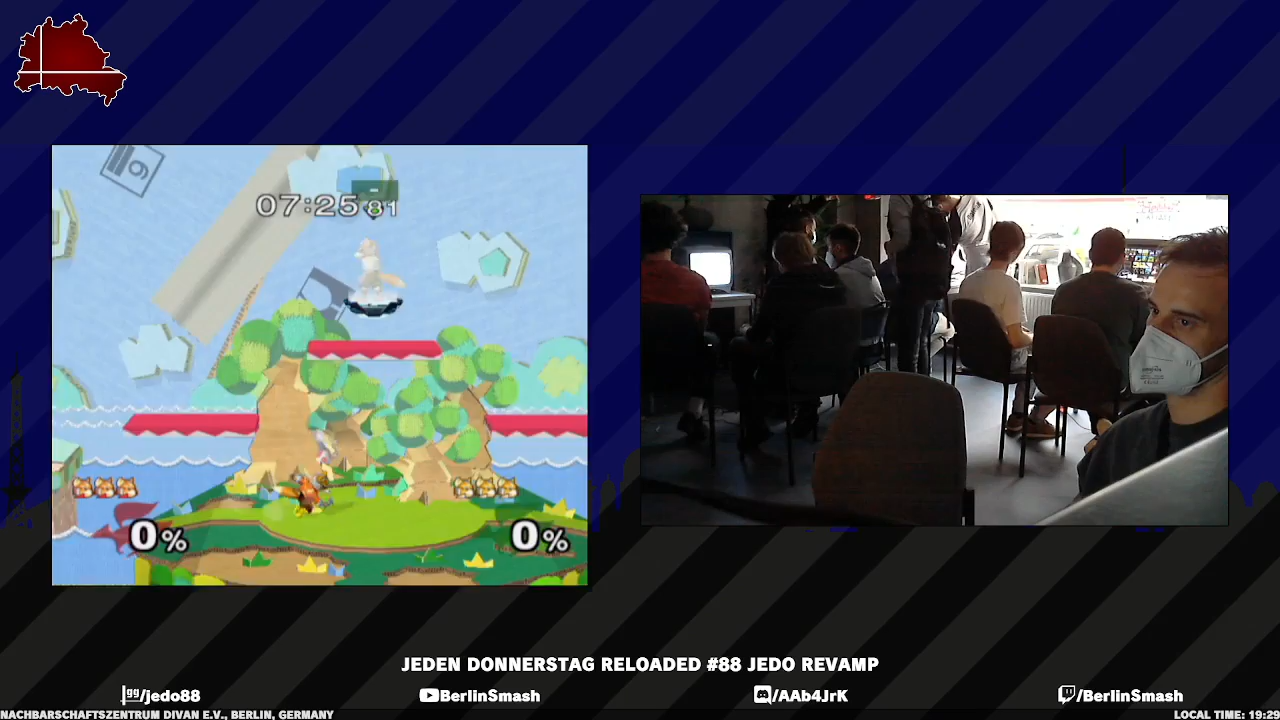 07:25 81
0%
0%
JEDEN DONNERSTAG RELOADED #88 JEDO REVAMP
gg/jedo88
BerlinSmash
/AAb4JrK
/BerlinSmash
NACHBARSCHAFTSZENTRUM DIVAN E.V., BERLIN, GERMANY
LOCAL TIME: 19:29